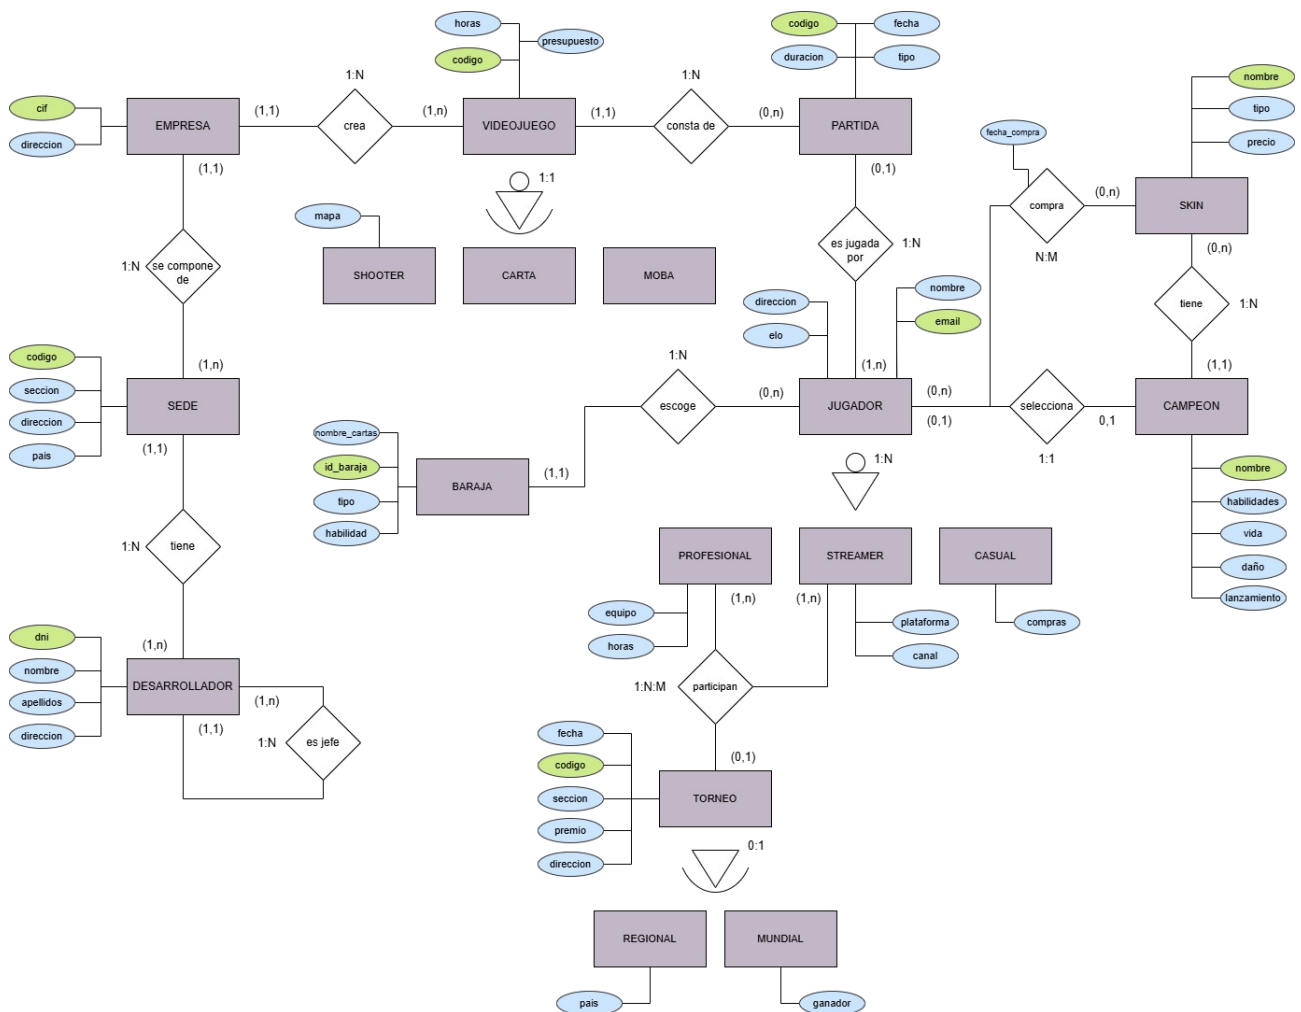 horas
presupuesto
codigo
codigo
fecha
duracion
tipo
nombre
tipo
precio
cif
direccion
EMPRESA
(1,1)
1:N
crea
(1,n)
VIDEOJUEGO
(1,1)
1:N
consta de
(0,n)
PARTIDA
(0,1)
fecha_compra
compra
N:M
(0,n)
SKIN
(0,n)
(1,1)
1:1
mapa
SHOOTER
CARTA
MOBA
1:N
se compone
de
es jugada
por
1:N
tiene
1:N
direccion
elo
nombre
email
(1,n)
codigo
seccion
direccion
pais
SEDE
(1,1)
1:N
escoge
(0,n)
(1,n)
JUGADOR
(0,n)
(0,1)
selecciona
1:1
(1,1)
0,1
CAMPEON
nombre_cartas
id_baraja
tipo
habilidad
BARAJA
(1,1)
1:N
nombre
habilidades
vida
daño
lanzamiento
1:N
tiene
PROFESIONAL
STREAMER
CASUAL
(1,n)
(1,n)
equipo
horas
plataforma
canal
compras
dni
nombre
apellidos
direccion
(1,n)
DESARROLLADOR
(1,n)
(1,1)
1:N
es jefe
1:N:M
participan
(0,1)
fecha
codigo
seccion
premio
direccion
TORNEO
0:1
REGIONAL
MUNDIAL
pais
ganador